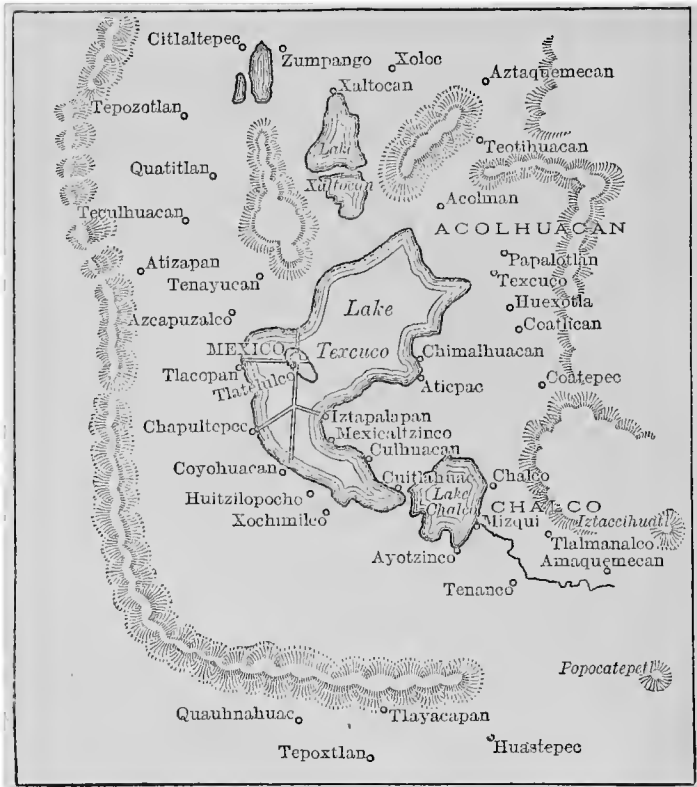 Citlaltepec
Zumpango
Xoloc
Xaltocan
Aztaquemecan
Tepozotlan
Lake
Xaltocan
Teotihuacan
Quatitlan
Acolman
Teculhuacan
ACOLHUACAN
Papalotlan
Atizapan
Tenayucan
Texcuco
Lake
Texcuco
Huexotla
Azcapuzalco
Coatlican
MEXICO
Chimalhuacan
Tlacopan
Tlatelulco
Aticpac
Coatepec
Iztapalapan
Chapultepec
Mexicaltzinco
Culhuacan
Coyohuacan
Cuitlahuac
Chalco
Lake
Chalco
Huitzilopocho
CHALCO
Iztaccihuatl
Xochimilco
Mizqui
Tlalmanalco
Ayotzinco
Amaquemecan
Tenanco
Popocatepetl
Quauhnahuac
Tlayacapan
Tepoxtlan
Huastepec